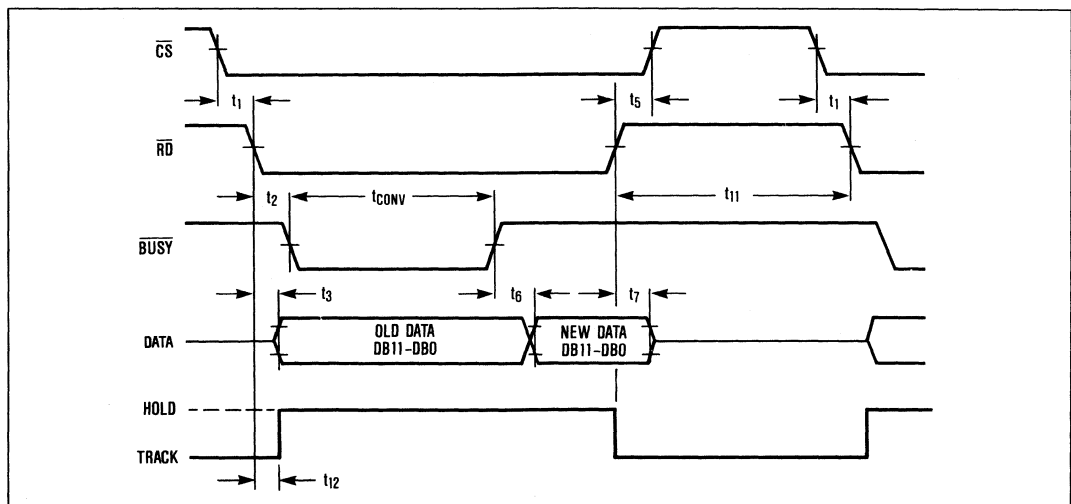 CS
t1 t5 t1
RD
t2 tCONV t11
BUSY
t3 t6 t7
OLD DATA NEW DATA
DATA
DB11–DB0 DB11–DB0
HOLD
TRACK
t12